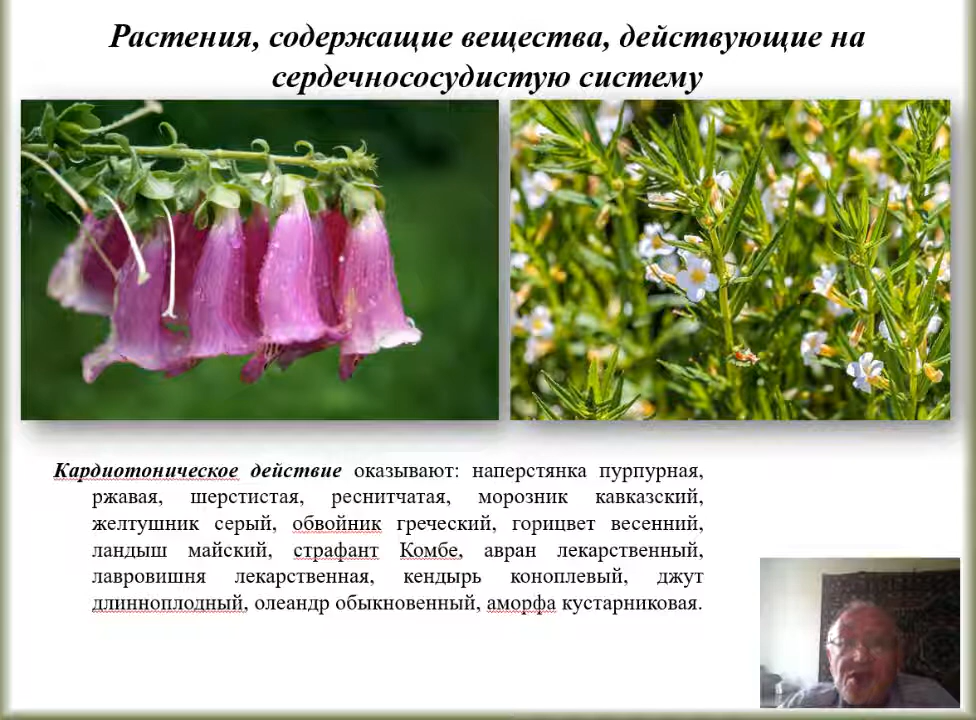 Растения, содержащие вещества, действующие на
сердечнососудистую систему
Кардиотоническое действие оказывают: наперстянка пурпурная,
ржавая, шерстистая, реснитчатая, морозник кавказский,
желтушник серый, обвойник греческий, горицвет весенний,
ландыш майский, страфант Комбе, авран лекарственный,
лавровишня лекарственная, кендырь коноплевый, джут
длинноплодный, олеандр обыкновенный, аморфа кустарниковая.